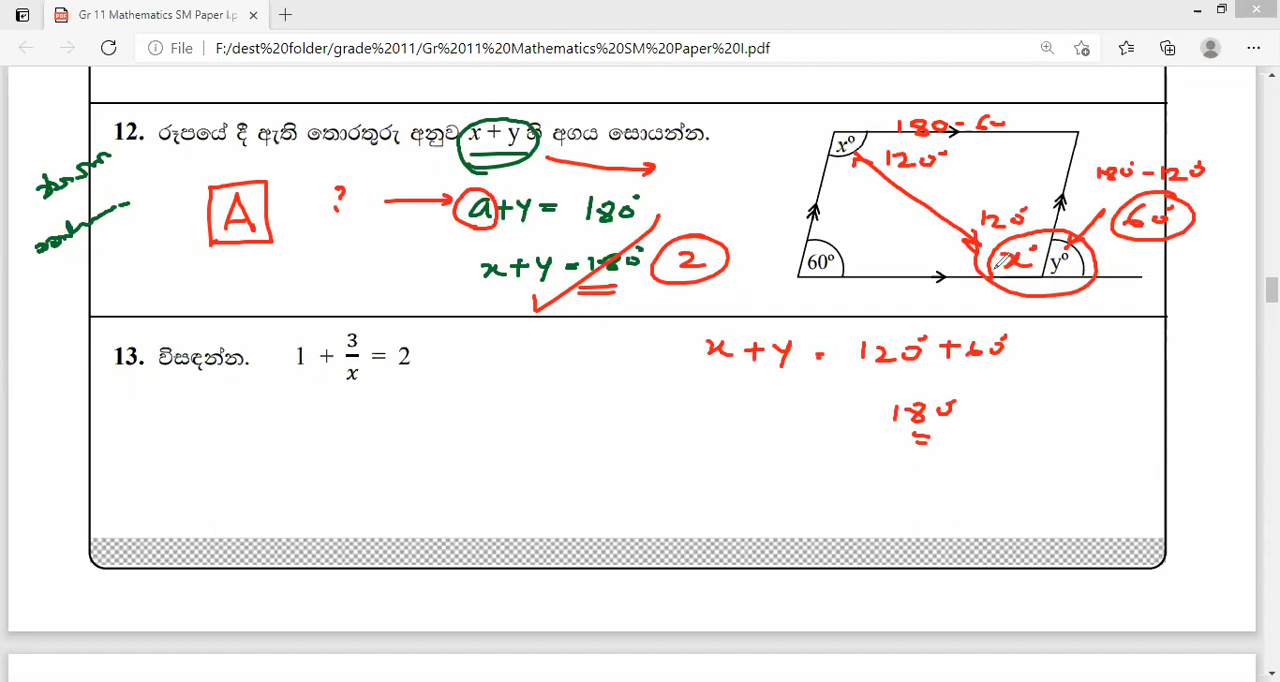 Gr 11 Mathematics SM Paper I.p
File F:/dest%20folder/grade%2011/Gr%2011%20Mathematics%20SM%20Paper%20I.pdf
12. රූපයේ දී ඇති තොරතුරු අනුව x + y හි අගය සොයන්න.
180 - 60
x°
120°
180° - 120°
A
?
a + y = 180°
120°
60°
x + y = 180°
2
60°
x°
y°
13. විසඳන්න. 1 + 3/x = 2
x + y = 120° + 60°
180°